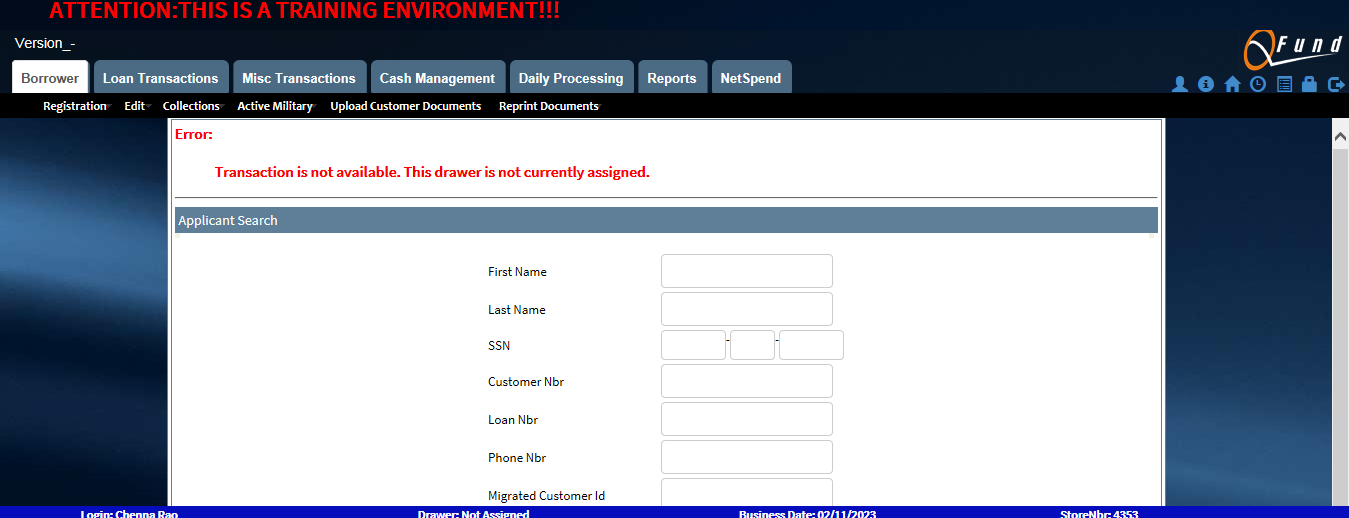 ATTENTION:THIS IS A TRAINING ENVIRONMENT!!!
Version_-
QFund
Borrower Loan Transactions Misc Transactions Cash Management Daily Processing Reports NetSpend
Registration Edit Collections Active Military Upload Customer Documents Reprint Documents
Error:
Transaction is not available. This drawer is not currently assigned.
Applicant Search
First Name
Last Name
SSN - -
Customer Nbr
Loan Nbr
Phone Nbr
Migrated Customer Id
Login: Chenna Rao Drawer: Not Assigned Business Date: 02/11/2023 StoreNbr: 4353